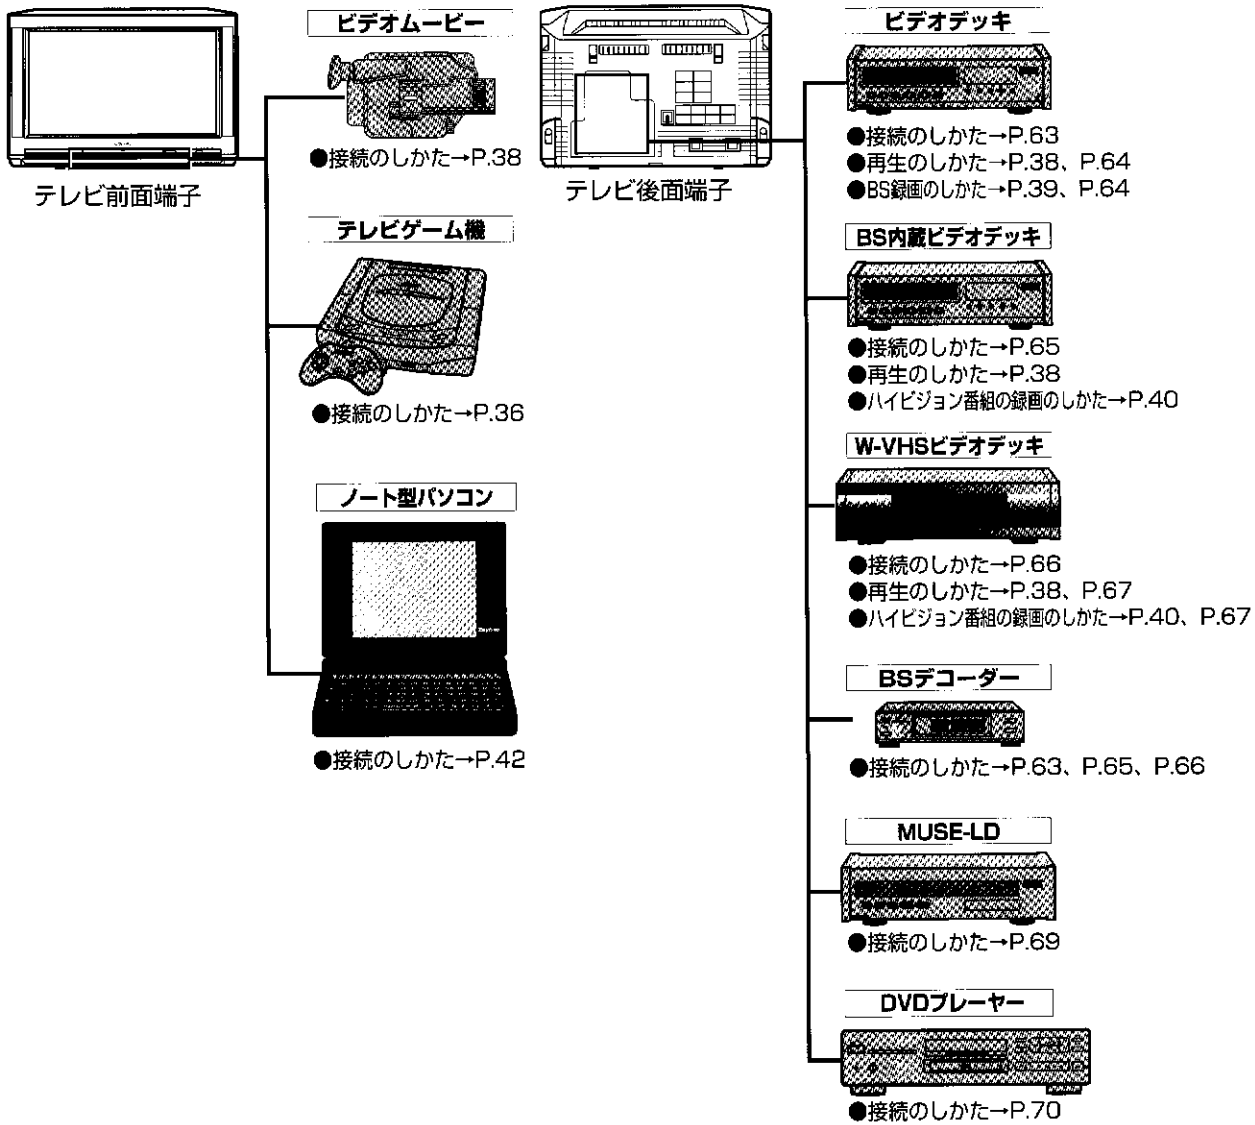 ビデオムービー
●接続のしかた→P.38
テレビ前面端子
テレビゲーム機
●接続のしかた→P.36
ノート型パソコン
●接続のしかた→P.42
テレビ後面端子
ビデオデッキ
●接続のしかた→P.63
●再生のしかた→P.38、P.64
●BS録画のしかた→P.39、P.64
BS内蔵ビデオデッキ
●接続のしかた→P.65
●再生のしかた→P.38
●ハイビジョン番組の録画のしかた→P.40
W-VHSビデオデッキ
●接続のしかた→P.66
●再生のしかた→P.38、P.67
●ハイビジョン番組の録画のしかた→P.40、P.67
BSデコーダー
●接続のしかた→P.63、P.65、P.66
MUSE-LD
●接続のしかた→P.69
DVDプレーヤー
●接続のしかた→P.70